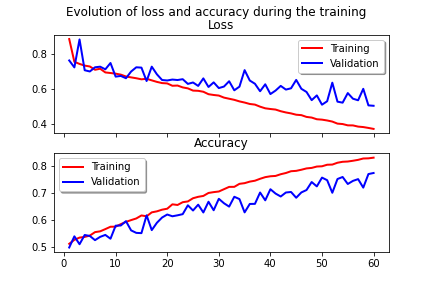 Evolution of loss and accuracy during the training
Loss
Training
Validation
0.8
0.6
0.4
Accuracy
Training
Validation
0.8
0.7
0.6
0.5
0 10 20 30 40 50 60